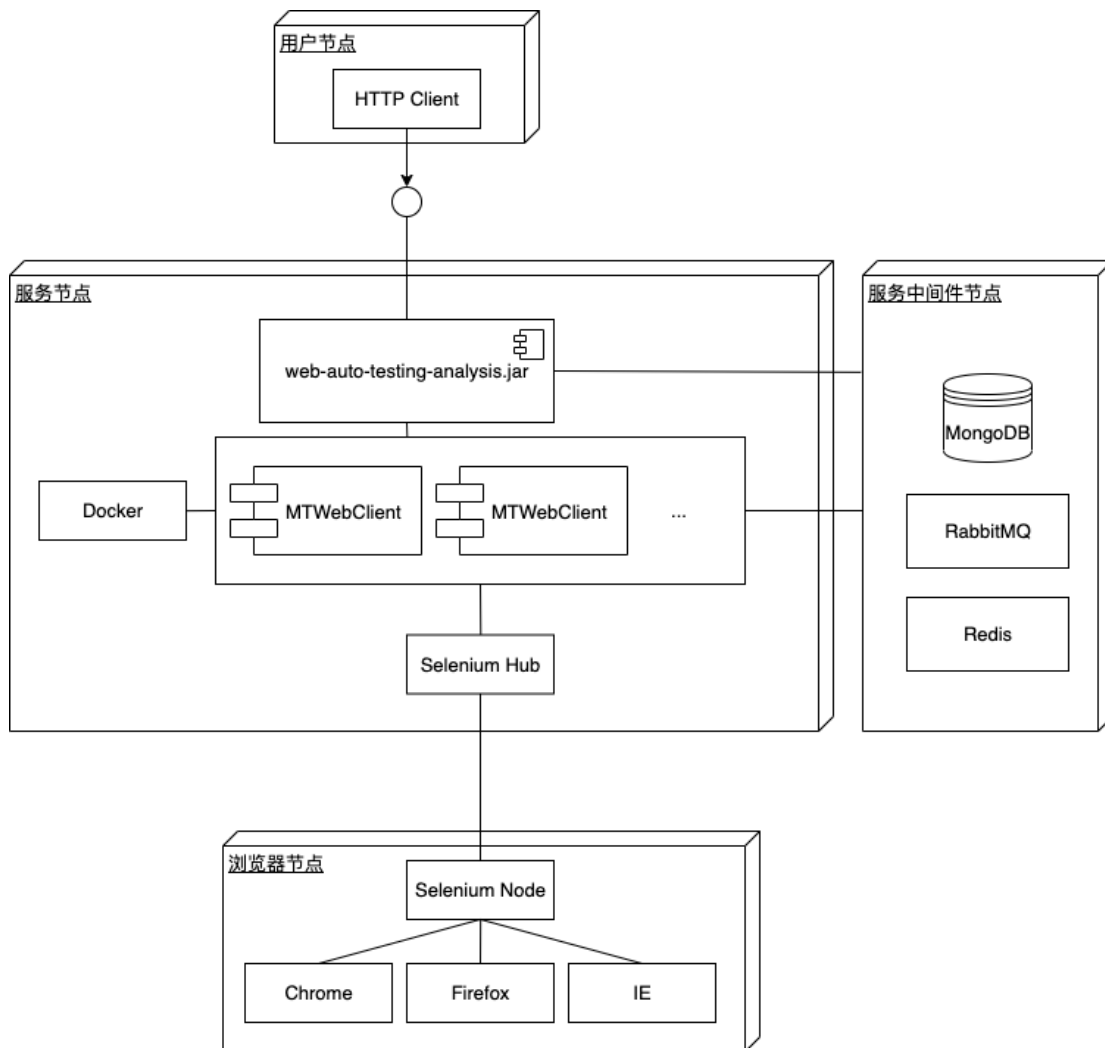 用户节点
HTTP Client
服务节点
服务中间件节点
web-auto-testing-analysis.jar
MongoDB
Docker
MTWebClient
MTWebClient
...
RabbitMQ
Redis
Selenium Hub
浏览器节点
Selenium Node
Chrome
Firefox
IE